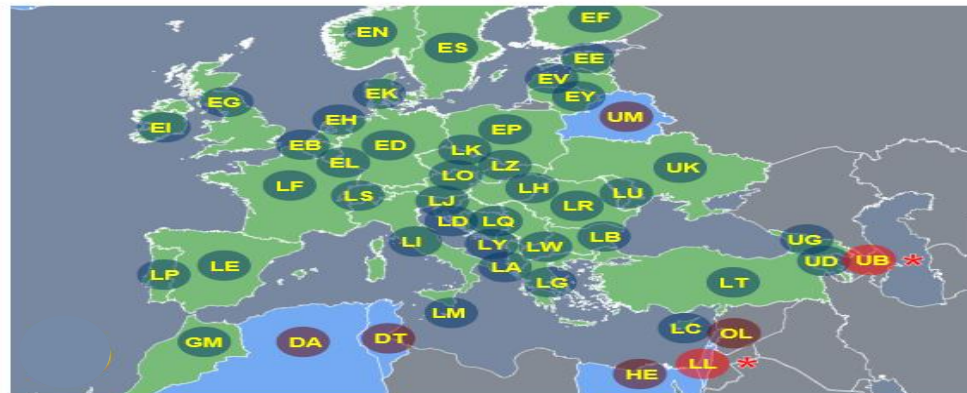 EF
EN
ES
EE
EV
EK
EY
EG
UM
EH
EI
EP
EB
ED
LK
EL
LZ
UK
LO
LF
LH
LU
LS
LJ
LR
LD
LQ
LI
LY
LW
LB
UG
LA
UD
UB *
LP
LE
LG
LT
LM
LC
OL
GM
DA
DT
LL *
HE